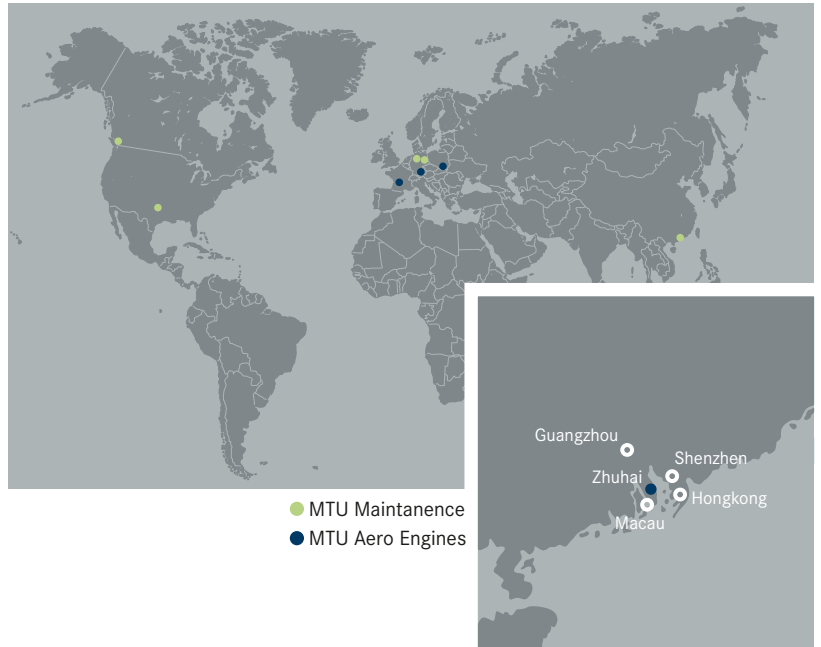 Guangzhou
Shenzhen
Zhuhai
Hongkong
Macau
MTU Maintanence
MTU Aero Engines